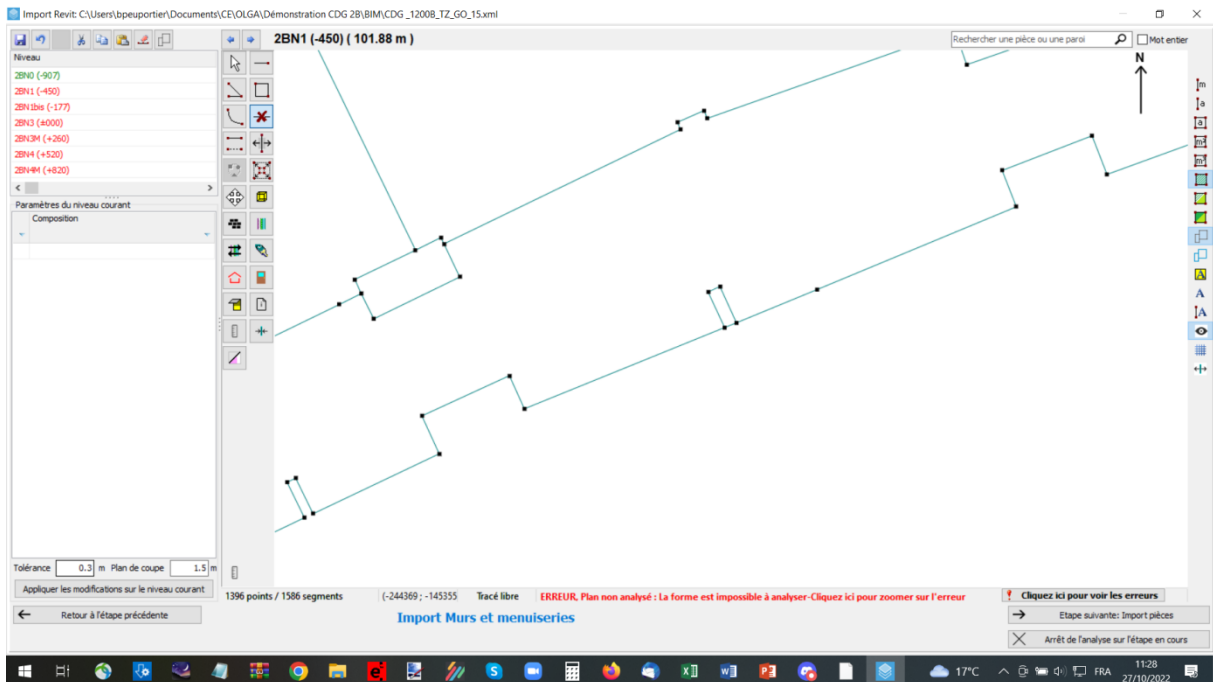 Import Revit: C:\Users\bpeuportier\Documents\CE\OLGA\Démonstration CDG 2B\BIM\CDG _1200B_TZ_GO_15.xml
2BN1 (-450) ( 101.88 m )
Rechercher une pièce ou une paroi
Mot entier
Niveau
2BN0 (-907)
2BN1 (-450)
2BN1bis (-177)
2BN3 (±000)
2BN3M (+260)
2BN4 (+520)
2BN4M (+820)
Paramètres du niveau courant
Composition
N
Tolérance 0.3 m Plan de coupe 1.5 m
Appliquer les modifications sur le niveau courant
Retour à l'étape précédente
1396 points / 1586 segments
(-244369 ; -145355
Tracé libre
ERREUR, Plan non analysé : La forme est impossible à analyser-Cliquez ici pour zoomer sur l'erreur
Cliquez ici pour voir les erreurs
Import Murs et menuiseries
Etape suivante: Import pièces
Arrêt de l'analyse sur l'étape en cours
17°C
FRA
11:28
27/10/2022